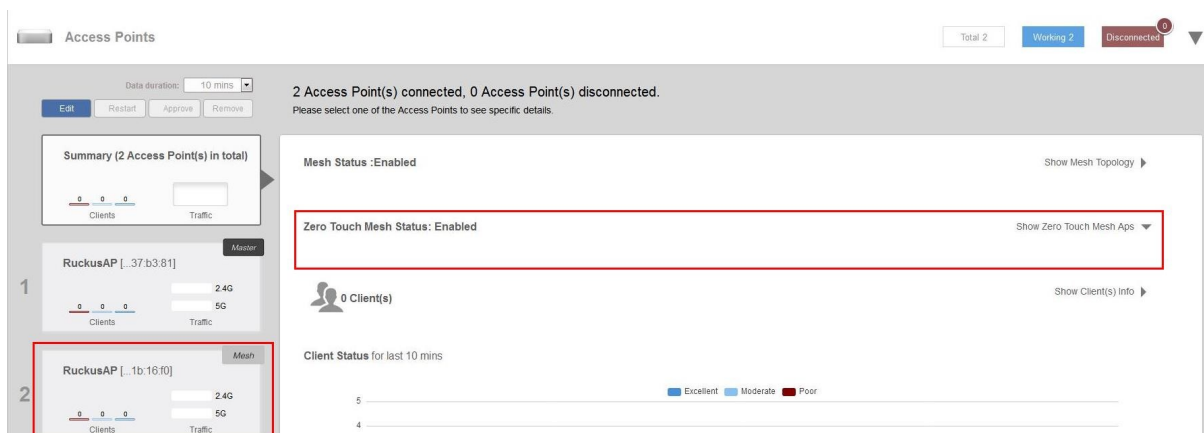 Access Points
Total 2
Working 2
Disconnected
0
Data duration: 10 mins
Edit Restart Approve Remove
2 Access Point(s) connected, 0 Access Point(s) disconnected.
Please select one of the Access Points to see specific details.
Summary (2 Access Point(s) in total)
0 0 0
Clients Traffic
Mesh Status :Enabled
Show Mesh Topology
Zero Touch Mesh Status: Enabled
Show Zero Touch Mesh Aps
1
Master
RuckusAP [...37:b3:81]
2.4G
0 0 0 5G
Clients Traffic
0 Client(s)
Show Client(s) Info
2
Mesh
RuckusAP [...1b:16:f0]
2.4G
0 0 0 5G
Clients Traffic
Client Status for last 10 mins
Excellent Moderate Poor
5
4